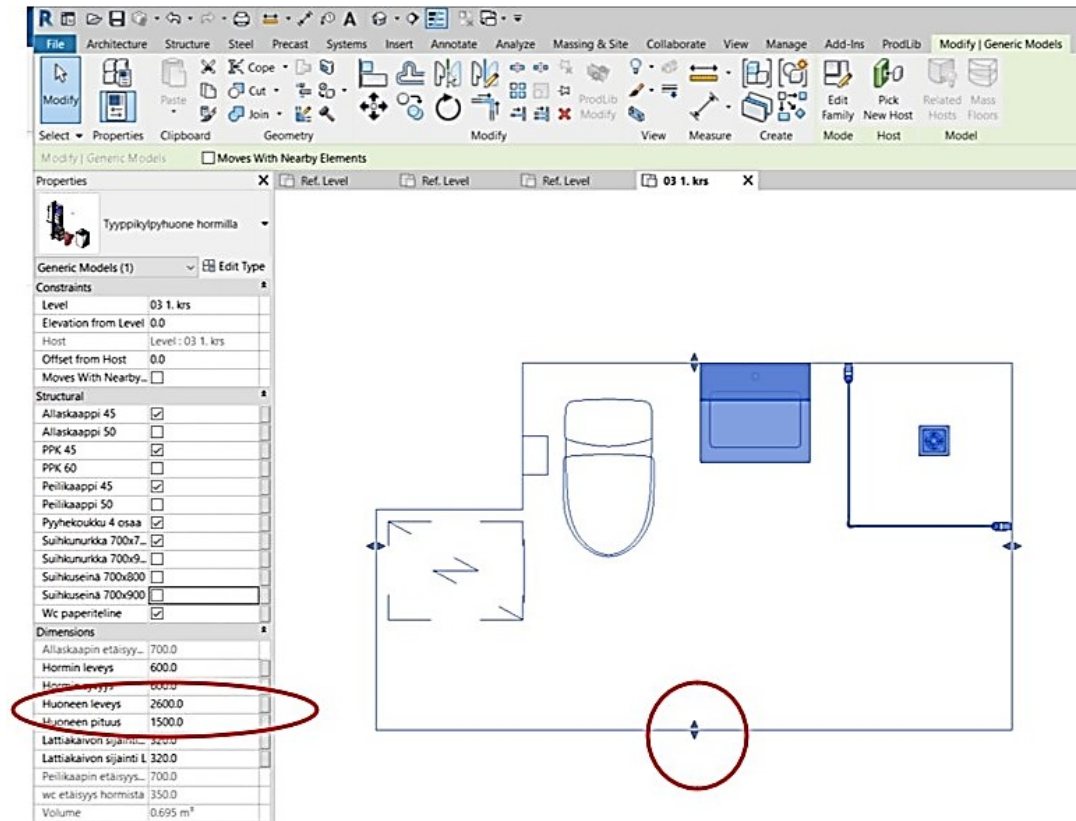 File Architecture Structure Steel Precast Systems Insert Annotate Analyze Massing & Site Collaborate View Manage Add-Ins ProdLib Modify | Generic Models
Modify
Paste
Cope
Cut
Join
ProdLib Modify
Edit Family
Pick New Host
Related Hosts
Mass Floors
Select Properties Clipboard Geometry Modify View Measure Create Mode Host Model
Modify | Generic Models Moves With Nearby Elements
Properties X Ref. Level Ref. Level Ref. Level 03 1. krs X
Tyyppikylpyhuone hormilla
Generic Models (1) Edit Type
Constraints
Level 03 1. krs
Elevation from Level 0.0
Host Level : 03 1. krs
Offset from Host 0.0
Moves With Nearby...
Structural
Allaskaappi 45
Allaskaappi 50
PPK 45
PPK 60
Peilikaappi 45
Peilikaappi 50
Pyyhekoukku 4 osaa
Suihkunurkka 700x7...
Suihkunurkka 700x9...
Suihkuseinä 700x800
Suihkuseinä 700x900
Wc paperiteline
Dimensions
Allaskaapin etäisyy... 700.0
Hormin leveys 600.0
Hormin syvyys 600.0
Huoneen leveys 2600.0
Huoneen pituus 1500.0
Lattiakaivon sijainti... 320.0
Lattiakaivon sijainti L 320.0
Peilikaapin etäisyys... 700.0
wc etäisyys hormista 350.0
Volume 0.695 m³